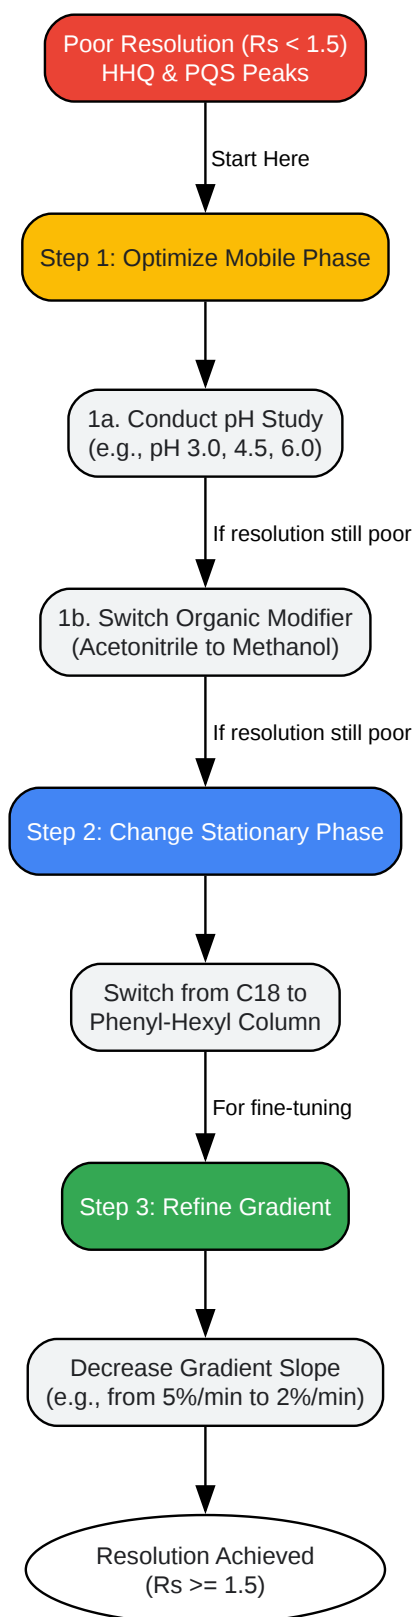 Poor Resolution (Rs < 1.5)
HHQ & PQS Peaks
Start Here
Step 1: Optimize Mobile Phase
1a. Conduct pH Study
(e.g., pH 3.0, 4.5, 6.0)
If resolution still poor
1b. Switch Organic Modifier
(Acetonitrile to Methanol)
If resolution still poor
Step 2: Change Stationary Phase
Switch from C18 to
Phenyl-Hexyl Column
For fine-tuning
Step 3: Refine Gradient
Decrease Gradient Slope
(e.g., from 5%/min to 2%/min)
Resolution Achieved
(Rs >= 1.5)